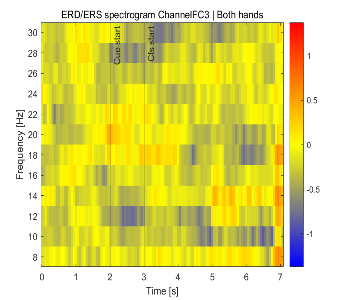 ERD/ERS spectrogram ChannelFC3 | Both hands
Cue start
Cfs start
Frequency [Hz]
30
28
26
24
22
20
18
16
14
12
10
8
0 1 2 3 4 5 6 7
Time [s]
1
0.5
0
-0.5
-1